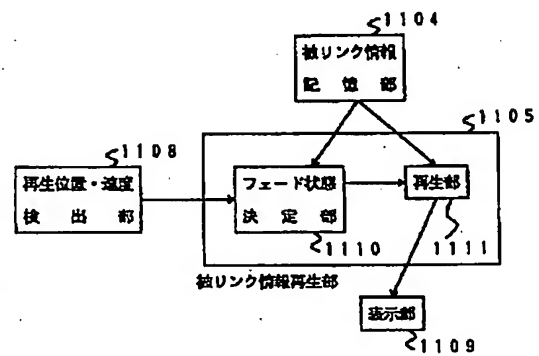 1104
被リンク情報
記憶部
1105
1108
再生位置・速度
検出部
フェード状態
決定部
再生部
1110
1111
被リンク情報再生部
表示部
1109